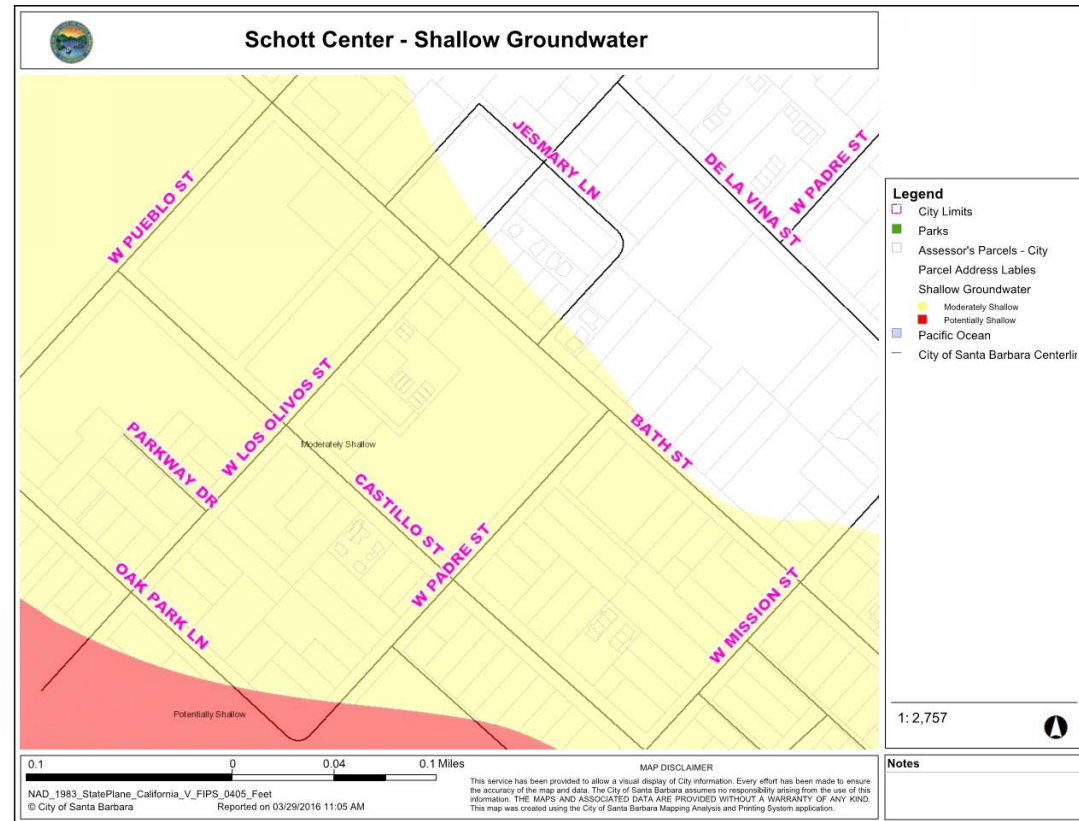 Schott Center - Shallow Groundwater
JESMARY LN
DE LA VINA ST
W PADRE ST
W PUEBLO ST
W LOS OLIVOS ST
Moderately Shallow
PARKWAY DR
BATH ST
CASTILLO ST
W PADRE ST
OAK PARK LN
W MISSION ST
Potentially Shallow
Legend
City Limits
Parks
Assessor's Parcels - City
Parcel Address Lables
Shallow Groundwater
Moderately Shallow
Potentially Shallow
Pacific Ocean
City of Santa Barbara Centerlin
1: 2,757
0.1 0 0.04 0.1 Miles
NAD_1983_StatePlane_California_V_FIPS_0405_Feet
© City of Santa Barbara Reported on 03/29/2016 11:05 AM
MAP DISCLAIMER
This service has been provided to allow a visual display of City information. Every effort has been made to ensure
the accuracy of the map and data. The City of Santa Barbara assumes no responsibility arising from the use of this
information. THE MAPS AND ASSOCIATED DATA ARE PROVIDED WITHOUT A WARRANTY OF ANY KIND.
This map was created using the City of Santa Barbara Mapping Analysis and Printing System application.
Notes